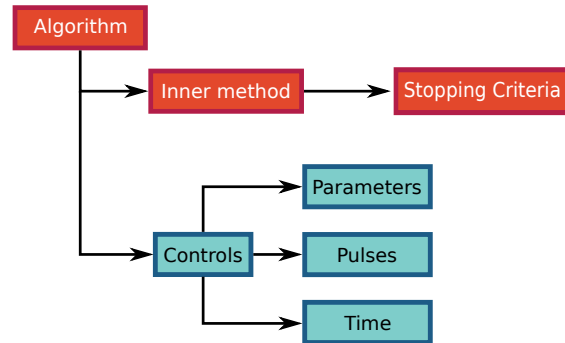 Algorithm
Inner method
Stopping Criteria
Parameters
Controls
Pulses
Time